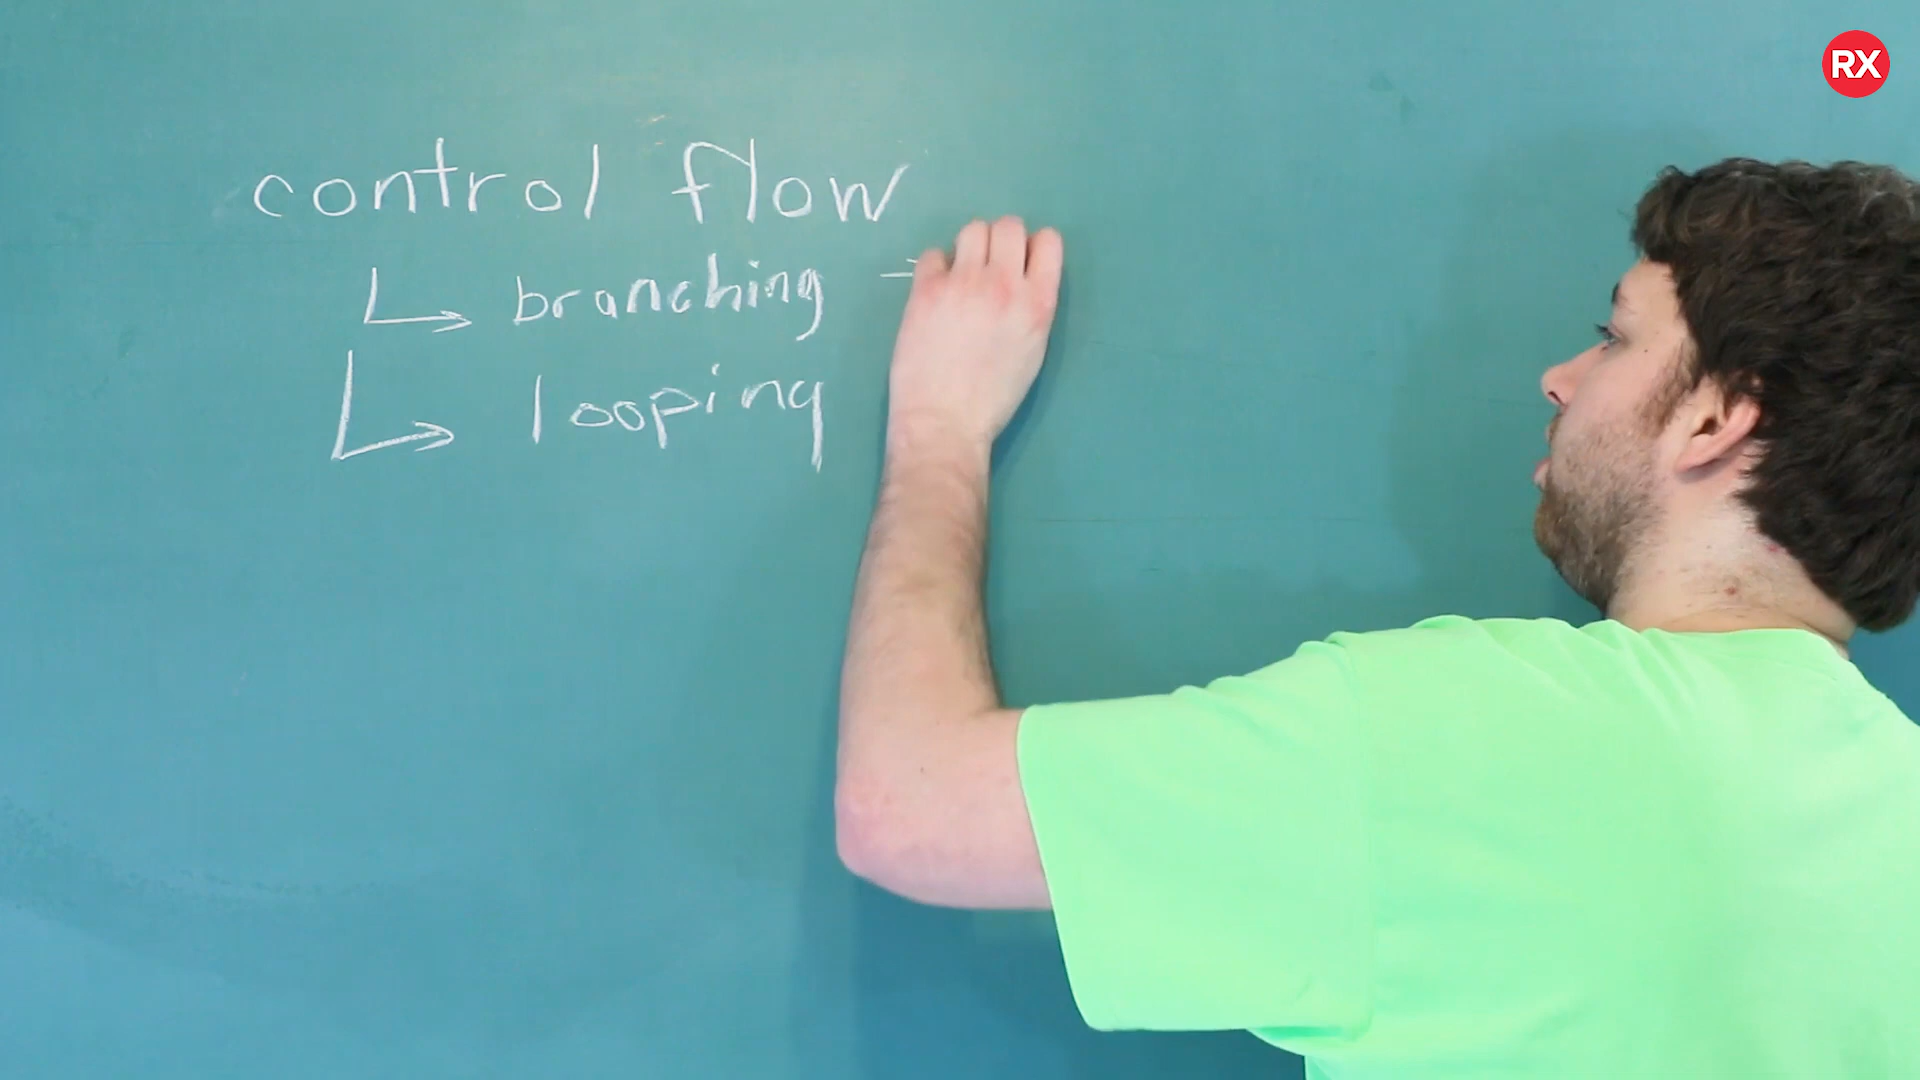 RX
control flow
↳ branching →
↳ looping